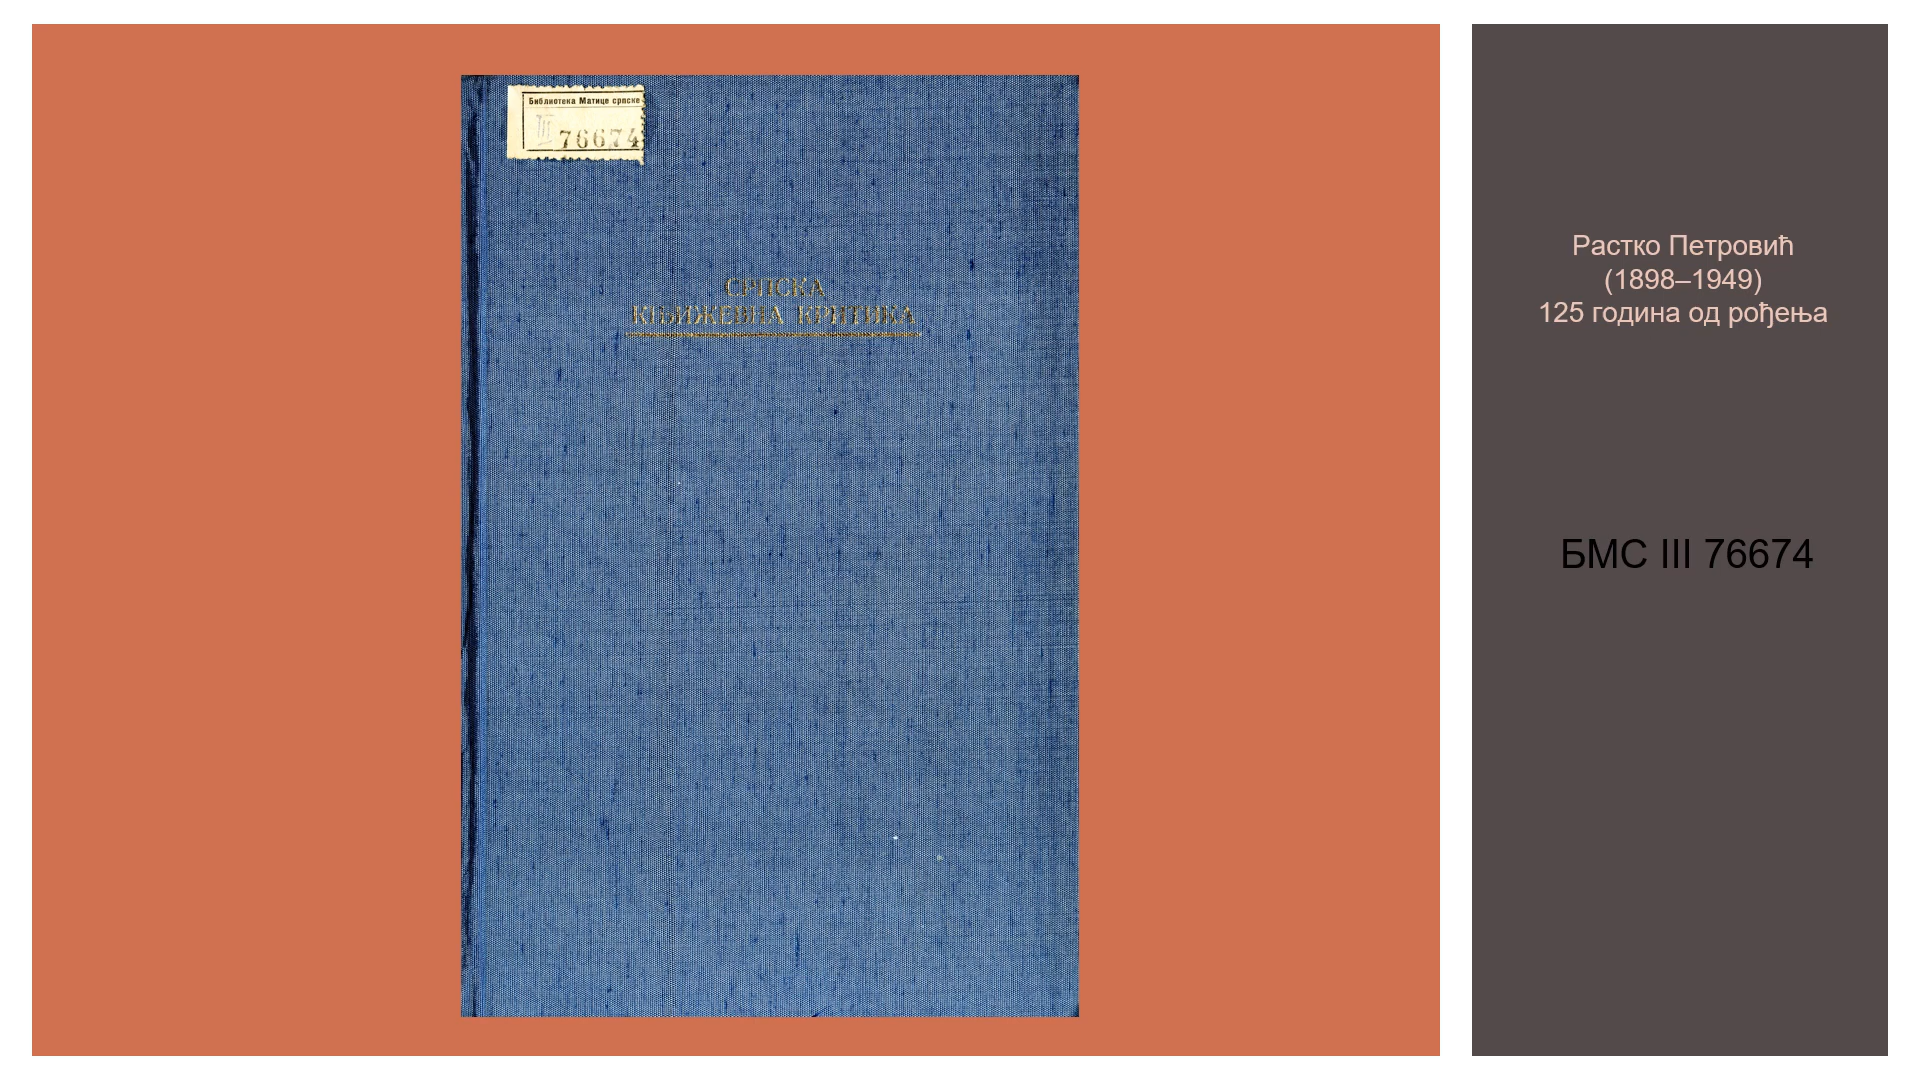 Библиотека Матице српске
III 76674
СРПСКА
КЊИЖЕВНА КРИТИКА
Растко Петровић
(1898–1949)
125 година од рођења
БМС III 76674